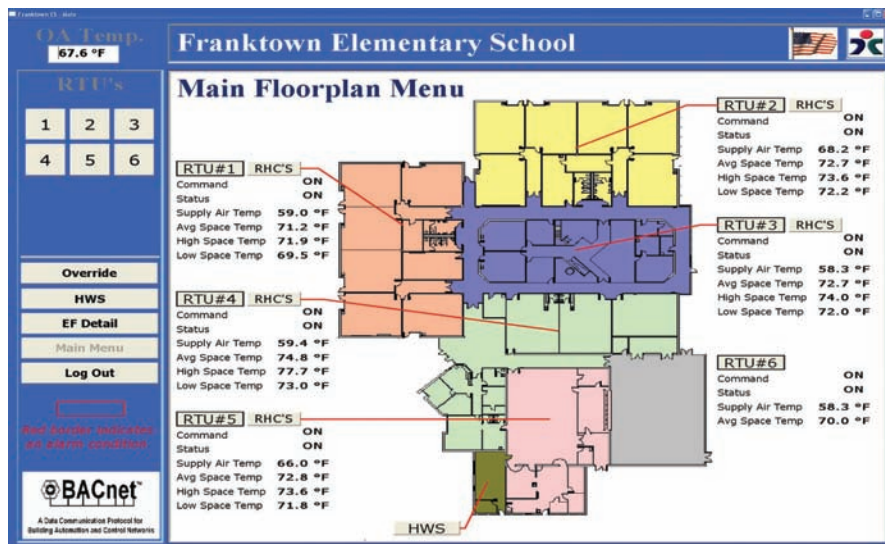 Franktown ES - Main
OA Temp.
67.6 °F
Franktown Elementary School
RTU's
1 2 3
4 5 6
Override
HWS
EF Detail
Main Menu
Log Out
Red border indicates
an alarm condition
BACnet™
A Data Communication Protocol for
Building Automation and Control Networks
Main Floorplan Menu
RTU#1 RHC'S
Command ON
Status ON
Supply Air Temp 59.0 °F
Avg Space Temp 71.2 °F
High Space Temp 71.9 °F
Low Space Temp 69.5 °F
RTU#4 RHC'S
Command ON
Status ON
Supply Air Temp 59.4 °F
Avg Space Temp 74.8 °F
High Space Temp 77.7 °F
Low Space Temp 73.0 °F
RTU#5 RHC'S
Command ON
Status ON
Supply Air Temp 66.0 °F
Avg Space Temp 72.8 °F
High Space Temp 73.6 °F
Low Space Temp 71.8 °F
HWS
RTU#2 RHC'S
Command ON
Status ON
Supply Air Temp 68.2 °F
Avg Space Temp 72.7 °F
High Space Temp 73.6 °F
Low Space Temp 72.2 °F
RTU#3 RHC'S
Command ON
Status ON
Supply Air Temp 58.3 °F
Avg Space Temp 72.7 °F
High Space Temp 74.0 °F
Low Space Temp 72.0 °F
RTU#6
Command ON
Status ON
Supply Air Temp 58.3 °F
Avg Space Temp 70.0 °F